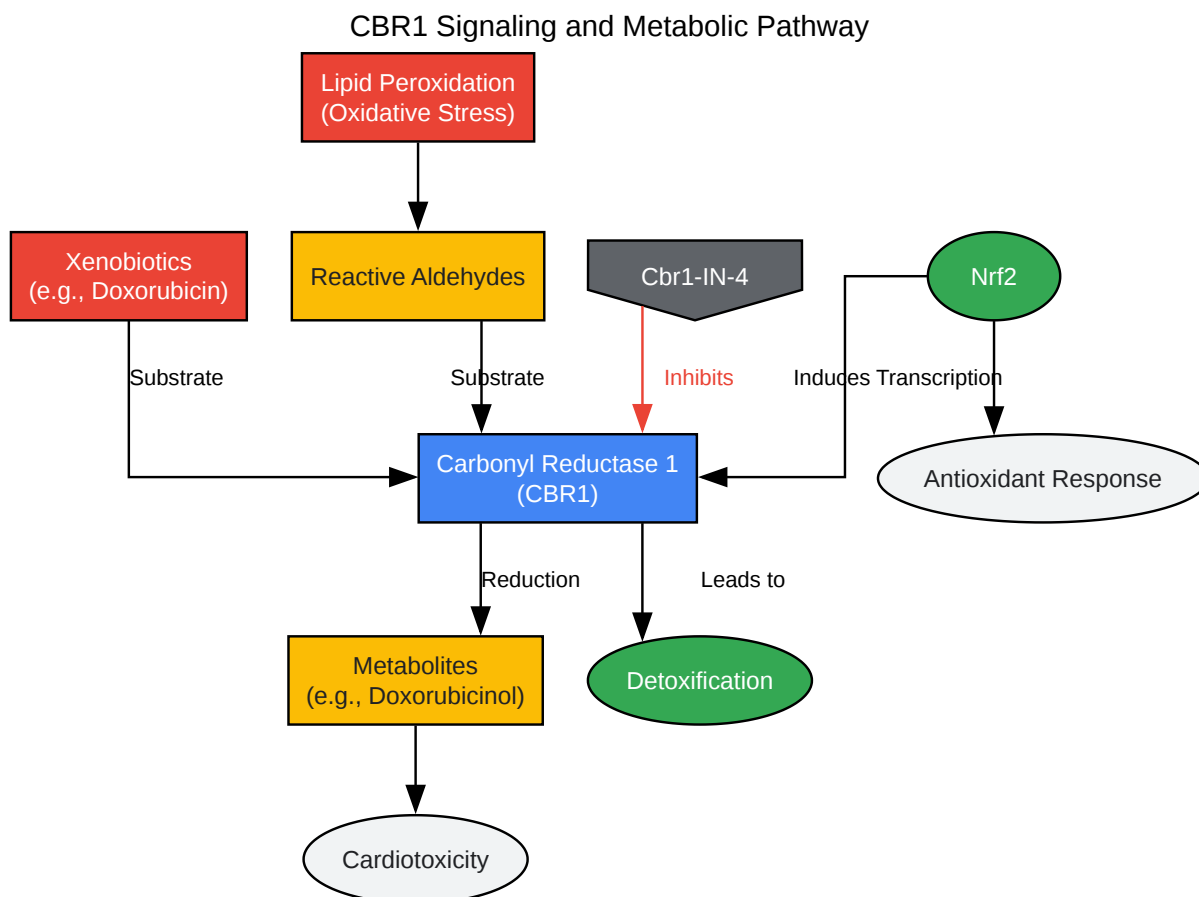 CBR1 Signaling and Metabolic Pathway
Lipid Peroxidation
(Oxidative Stress)
Xenobiotics
(e.g., Doxorubicin)
Reactive Aldehydes
Cbr1-IN-4
Nrf2
Substrate
Substrate
Inhibits
Induces Transcription
Carbonyl Reductase 1
(CBR1)
Antioxidant Response
Reduction
Leads to
Metabolites
(e.g., Doxorubicinol)
Detoxification
Cardiotoxicity